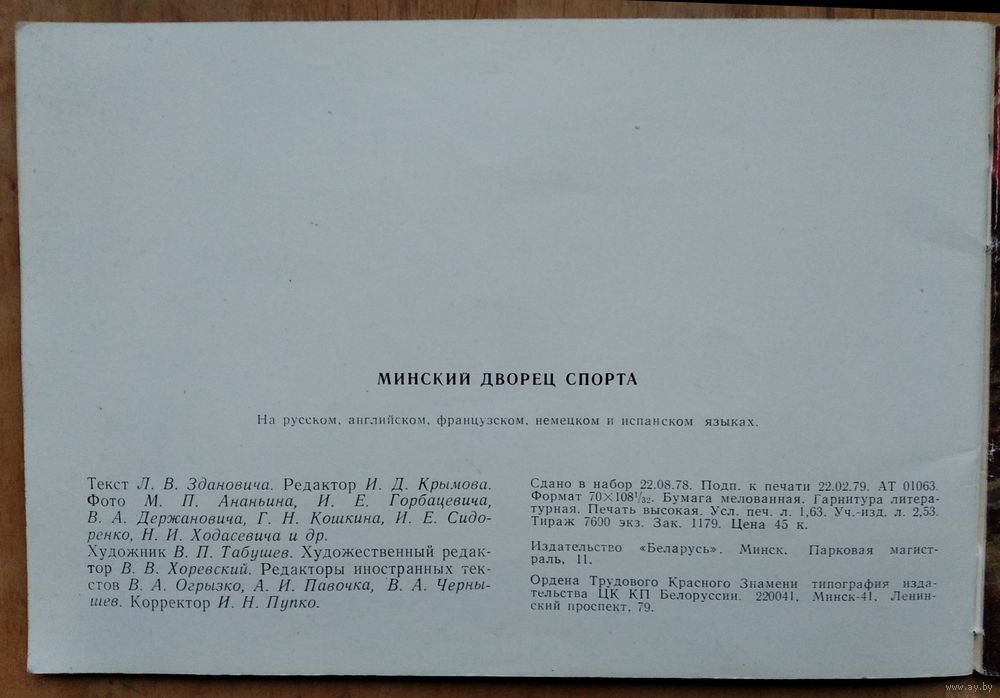 МИНСКИЙ ДВОРЕЦ СПОРТА
На русском, английском, французском, немецком и испанском языках.
Текст Л. В. Здановича. Редактор И. Д. Крымова.
Фото М. П. Ананьина, И. Е. Горбацевича,
В. А. Держановича, Г. Н. Кошкина, И. Е. Сидо-
ренко, Н. И. Ходасевича и др.
Художник В. П. Табушев. Художественный редак-
тор В. В. Хоревский. Редакторы иностранных тек-
стов В. А. Огрызко, А. И. Павочка, В. А. Черны-
шев. Корректор И. Н. Пупко.
Сдано в набор 22.08.78. Подп. к печати 22.02.79. АТ 01063.
Формат 70×108¹/₃₂. Бумага мелованная. Гарнитура литера-
турная. Печать высокая. Усл. печ. л. 1,63. Уч.-изд. л. 2,53.
Тираж 7600 экз. Зак. 1179. Цена 45 к.
Издательство «Беларусь». Минск. Парковая магист-
раль, 11.
Ордена Трудового Красного Знамени типография изда-
тельства ЦК КП Белоруссии. 220041, Минск-41, Ленин-
ский проспект, 79.
www.ay.by